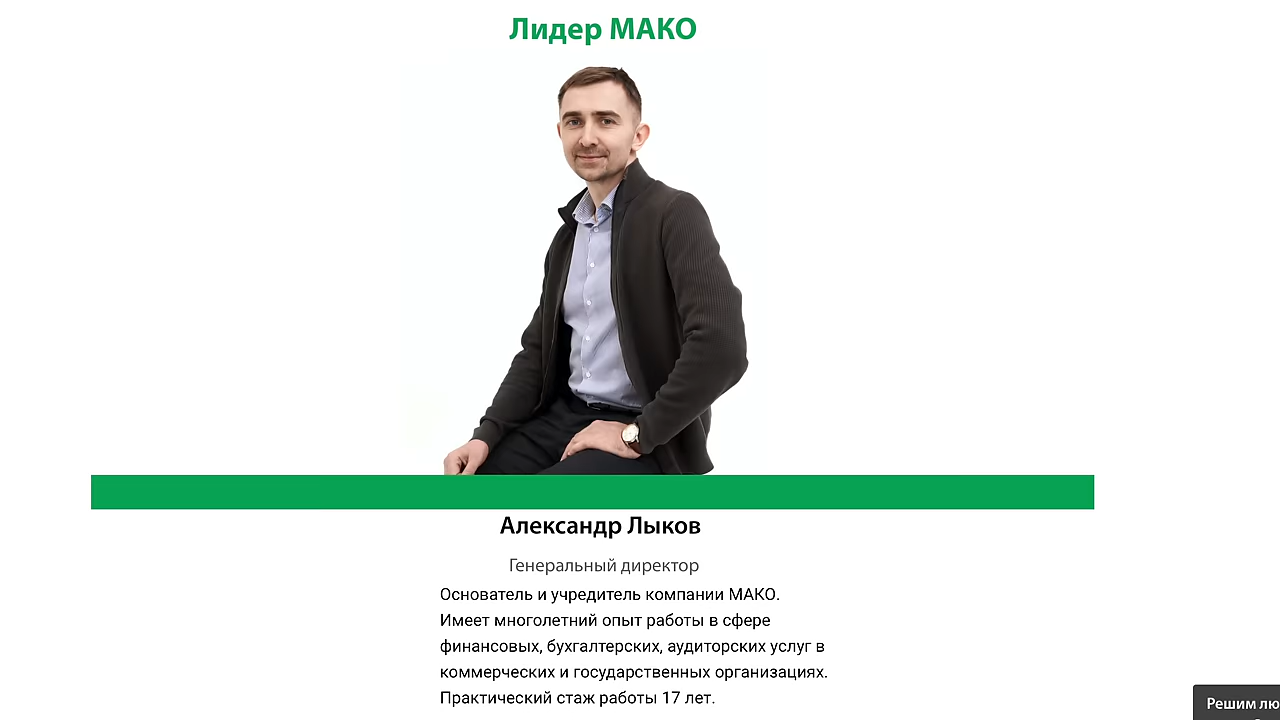 Лидер МАКО
Александр Лыков
Генеральный директор
Основатель и учредитель компании МАКО.
Имеет многолетний опыт работы в сфере
финансовых, бухгалтерских, аудиторских услуг в
коммерческих и государственных организациях.
Практический стаж работы 17 лет.
Решим лю